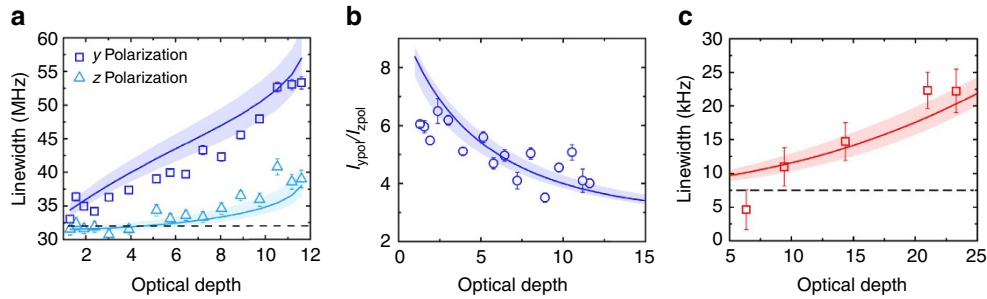 a
60
55
50
45
40
35
30
Linewidth (MHz)
y Polarization
z Polarization
2 4 6 8 10 12
Optical depth
b
8
6
4
2
I_ypol/I_zpol
0 5 10 15
Optical depth
c
30
25
20
15
10
5
0
Linewidth (kHz)
5 10 15 20 25
Optical depth